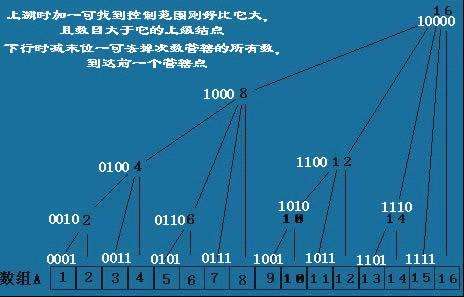 上溯时加一可找到控制范围刚好比它大,
且数目大于它的上级结点
下行时减末位一可去掉次数管辖的所有数,
到达前一个管辖点
16
10000
1000 8
0100 4
1100 12
0010 2
0110 6
1010
10
1110
14
0001 0011 0101 0111 1001 1011 1101 1111
数组A 1 2 3 4 5 6 7 8 9 10 11 12 13 14 15 16